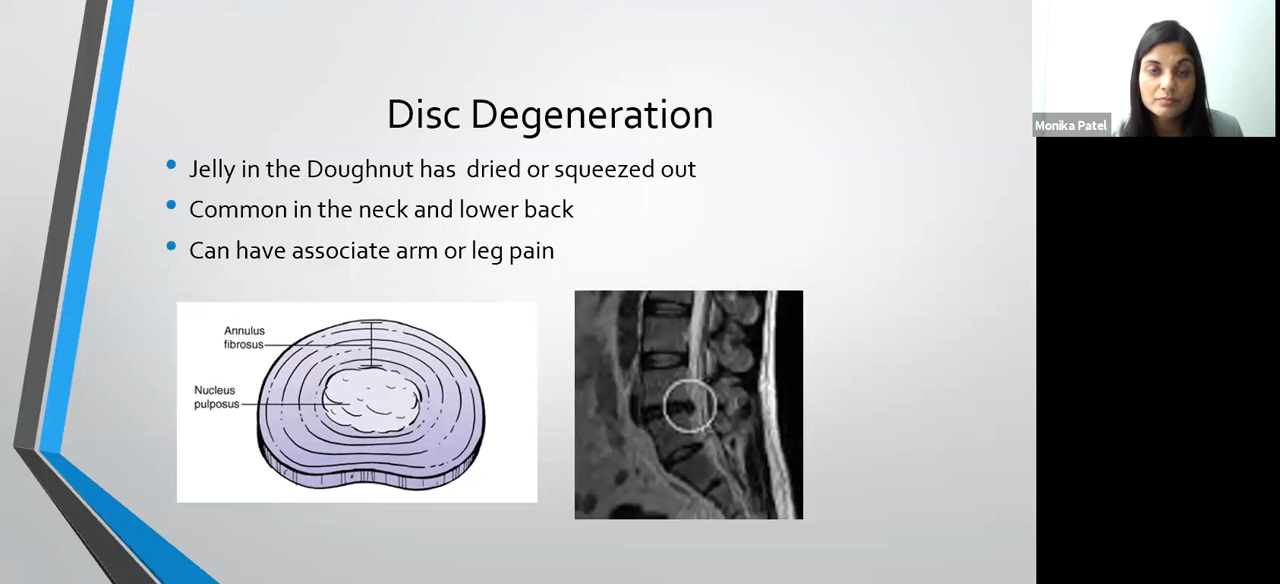 Disc Degeneration
Jelly in the Doughnut has dried or squeezed out
Common in the neck and lower back
Can have associate arm or leg pain
Annulus
fibrosus
Nucleus
pulposus
Monika Patel